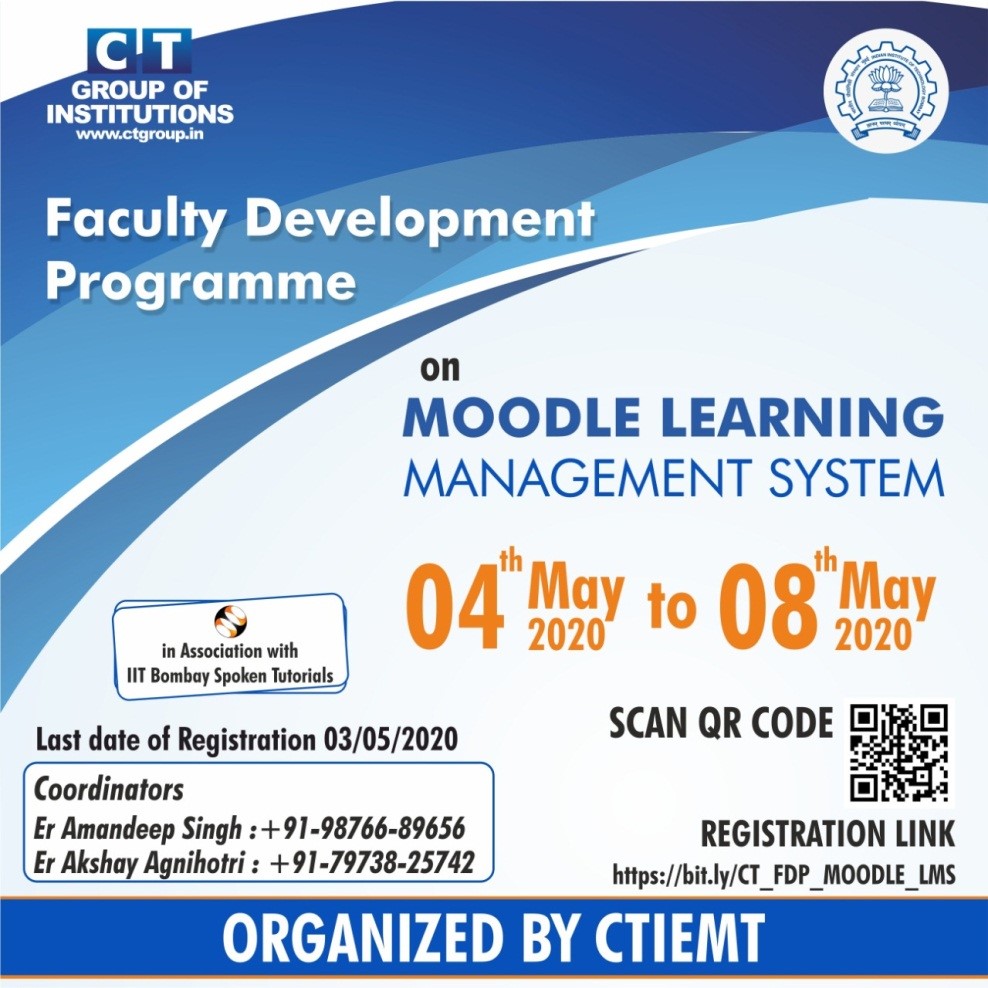 CT
GROUP OF
INSTITUTIONS
www.ctgroup.in
Faculty Development
Programme
on
MOODLE LEARNING
MANAGEMENT SYSTEM
04th May 2020 to 08th May 2020
in Association with
IIT Bombay Spoken Tutorials
Last date of Registration 03/05/2020
Coordinators
Er Amandeep Singh :+91-98766-89656
Er Akshay Agnihotri : +91-79738-25742
SCAN QR CODE
REGISTRATION LINK
https://bit.ly/CT_FDP_MOODLE_LMS
ORGANIZED BY CTIEMT